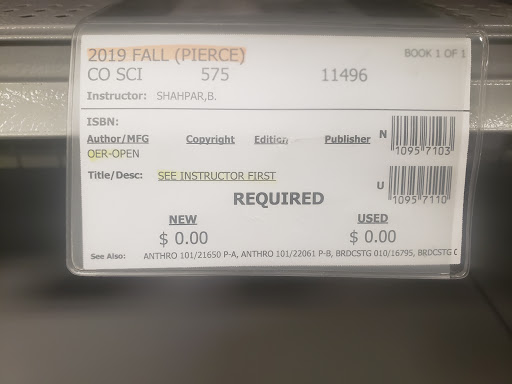 2019 FALL (PIERCE) BOOK 1 OF 1
CO SCI 575 11496
Instructor: SHAHPAR,B.
ISBN:
Author/MFG Copyright Edition Publisher N
OER-OPEN
1095 7103
Title/Desc: SEE INSTRUCTOR FIRST U
REQUIRED
1095 7110
NEW USED
$ 0.00 $ 0.00
See Also: ANTHRO 101/21650 P-A, ANTHRO 101/22061 P-B, BRDCSTG 010/16795, BRDCSTG